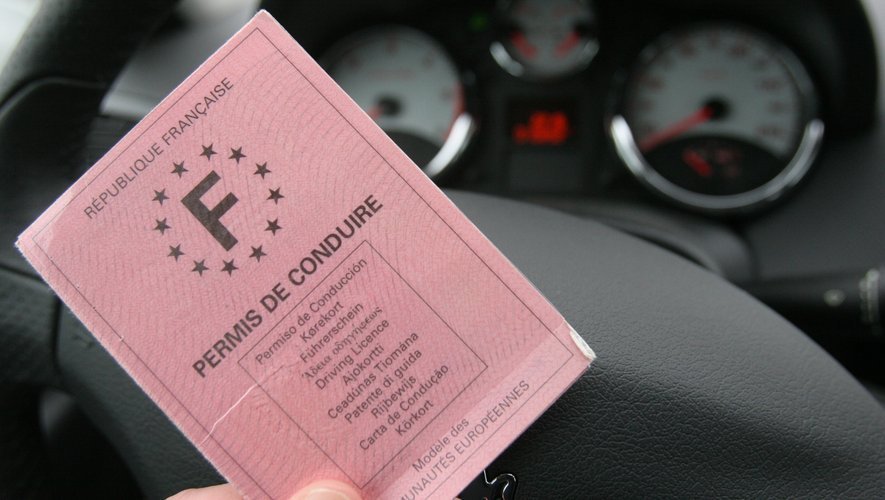 RÉPUBLIQUE FRANÇAISE
F
PERMIS DE CONDUIRE
Permiso de Conducción
Kørekort
Führerschein
Άδεια οδηγήσεως
Driving Licence
Ajokortti
Ceadúnas Tiomána
Patente di guida
Rijbewijs
Carta de Condução
Körkort
Modèle des
MUNAUTÉS EUROPÉENNES